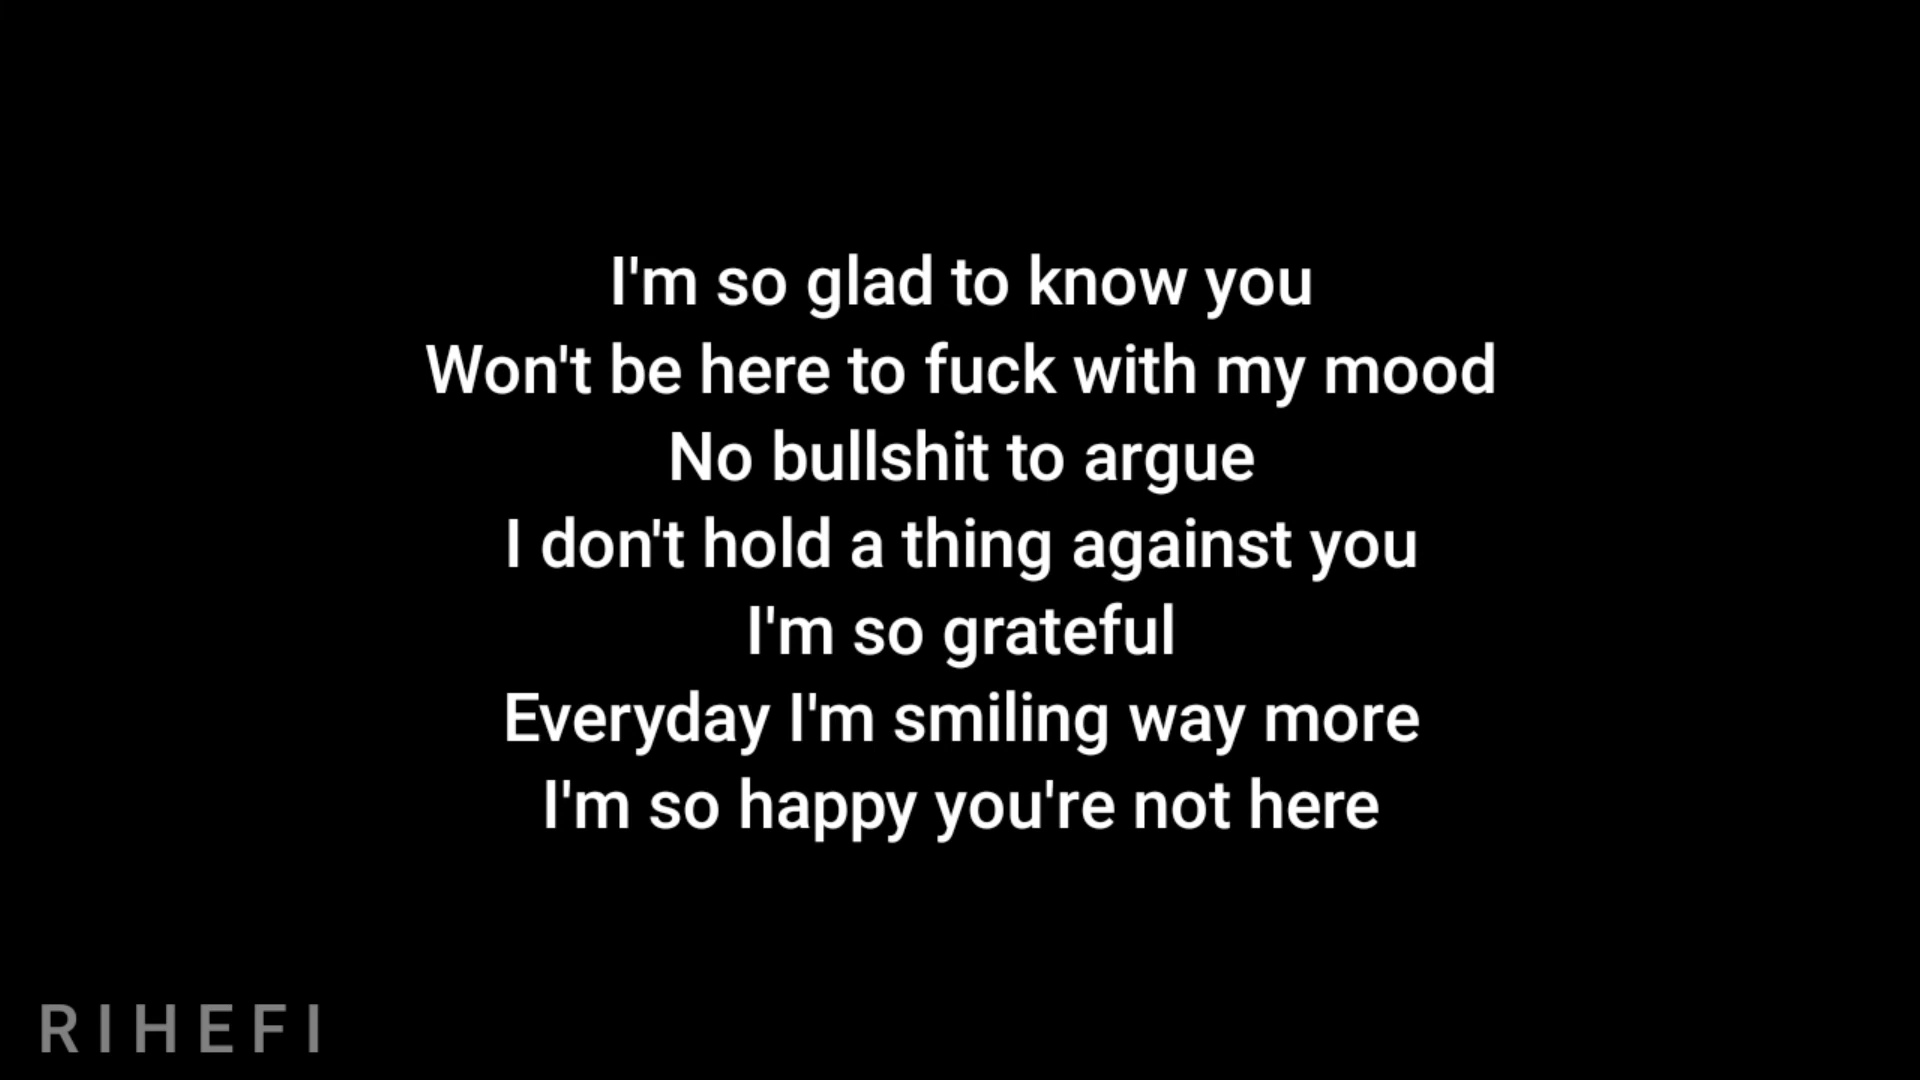 I'm so glad to know you
Won't be here to fuck with my mood
No bullshit to argue
I don't hold a thing against you
I'm so grateful
Everyday I'm smiling way more
I'm so happy you're not here
RIHEFI